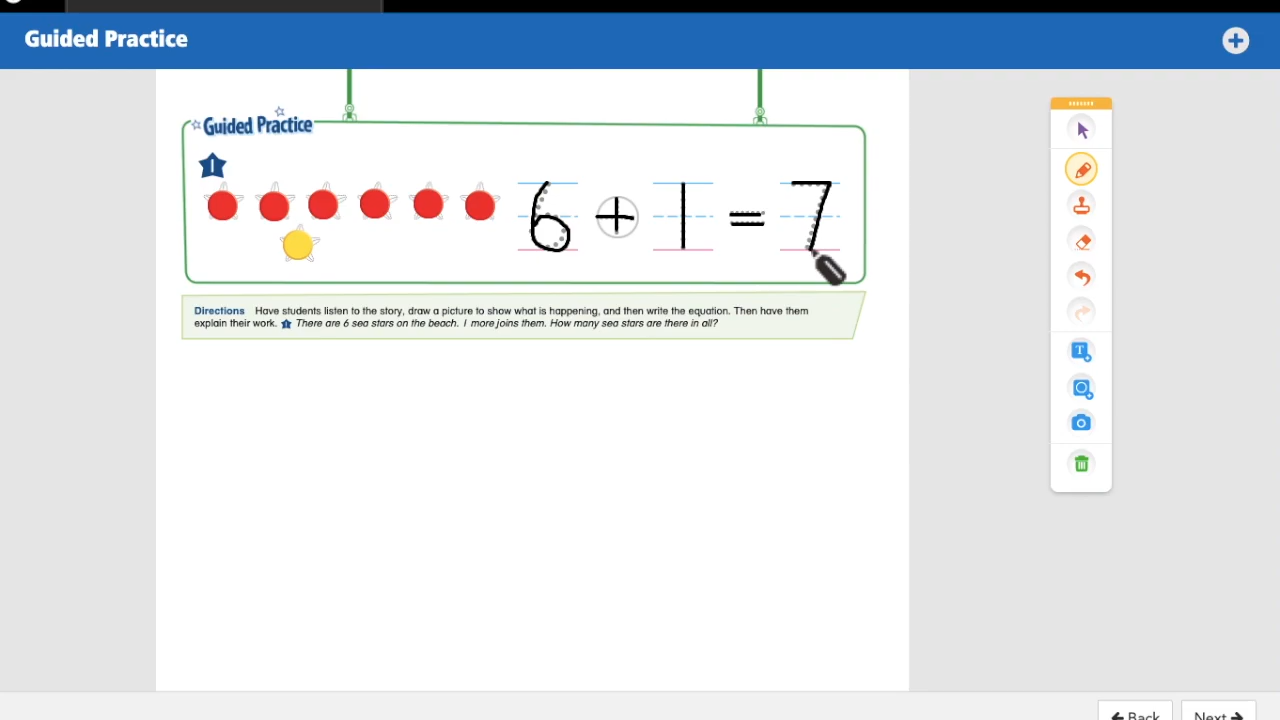 Guided Practice
Guided Practice
1
6 + 1 = 7
Directions Have students listen to the story, draw a picture to show what is happening, and then write the equation. Then have them
explain their work. 1 There are 6 sea stars on the beach. 1 more joins them. How many sea stars are there in all?
T
Back Next